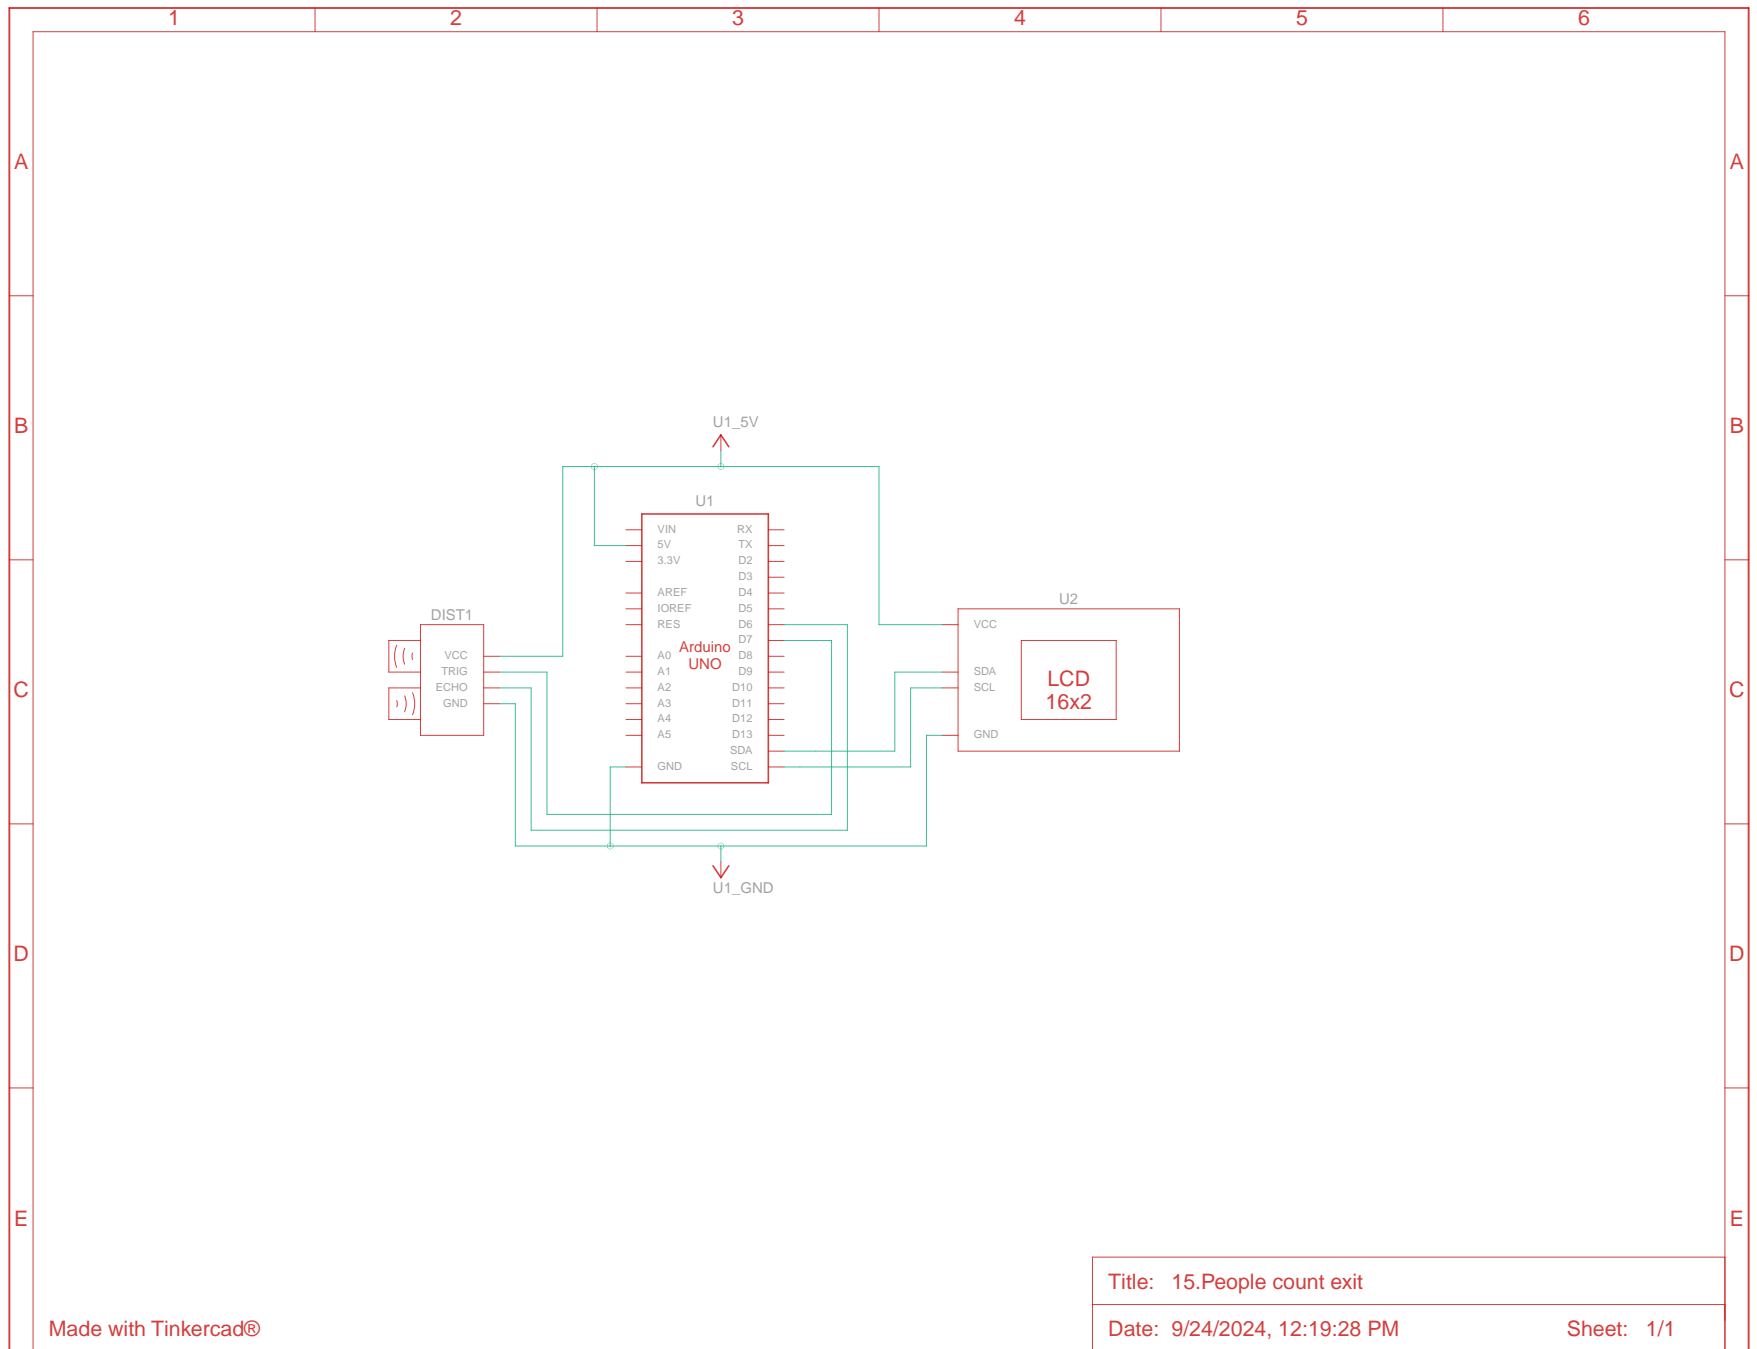 1 2 3 4 5 6
A A
B B
U1_5V
U1
VIN RX
5V TX
3.3V D2
D3
AREF D4
IOREF D5
RES D6
D7
A0 D8
A1 D9
A2 D10
A3 D11
A4 D12
A5 D13
SDA
GND SCL
Arduino
UNO
DIST1
VCC
TRIG
ECHO
GND
U2
VCC
SDA
SCL
GND
LCD
16x2
C C
U1_GND
D D
E E
Title: 15.People count exit
Made with Tinkercad®
Date: 9/24/2024, 12:19:28 PM Sheet: 1/1